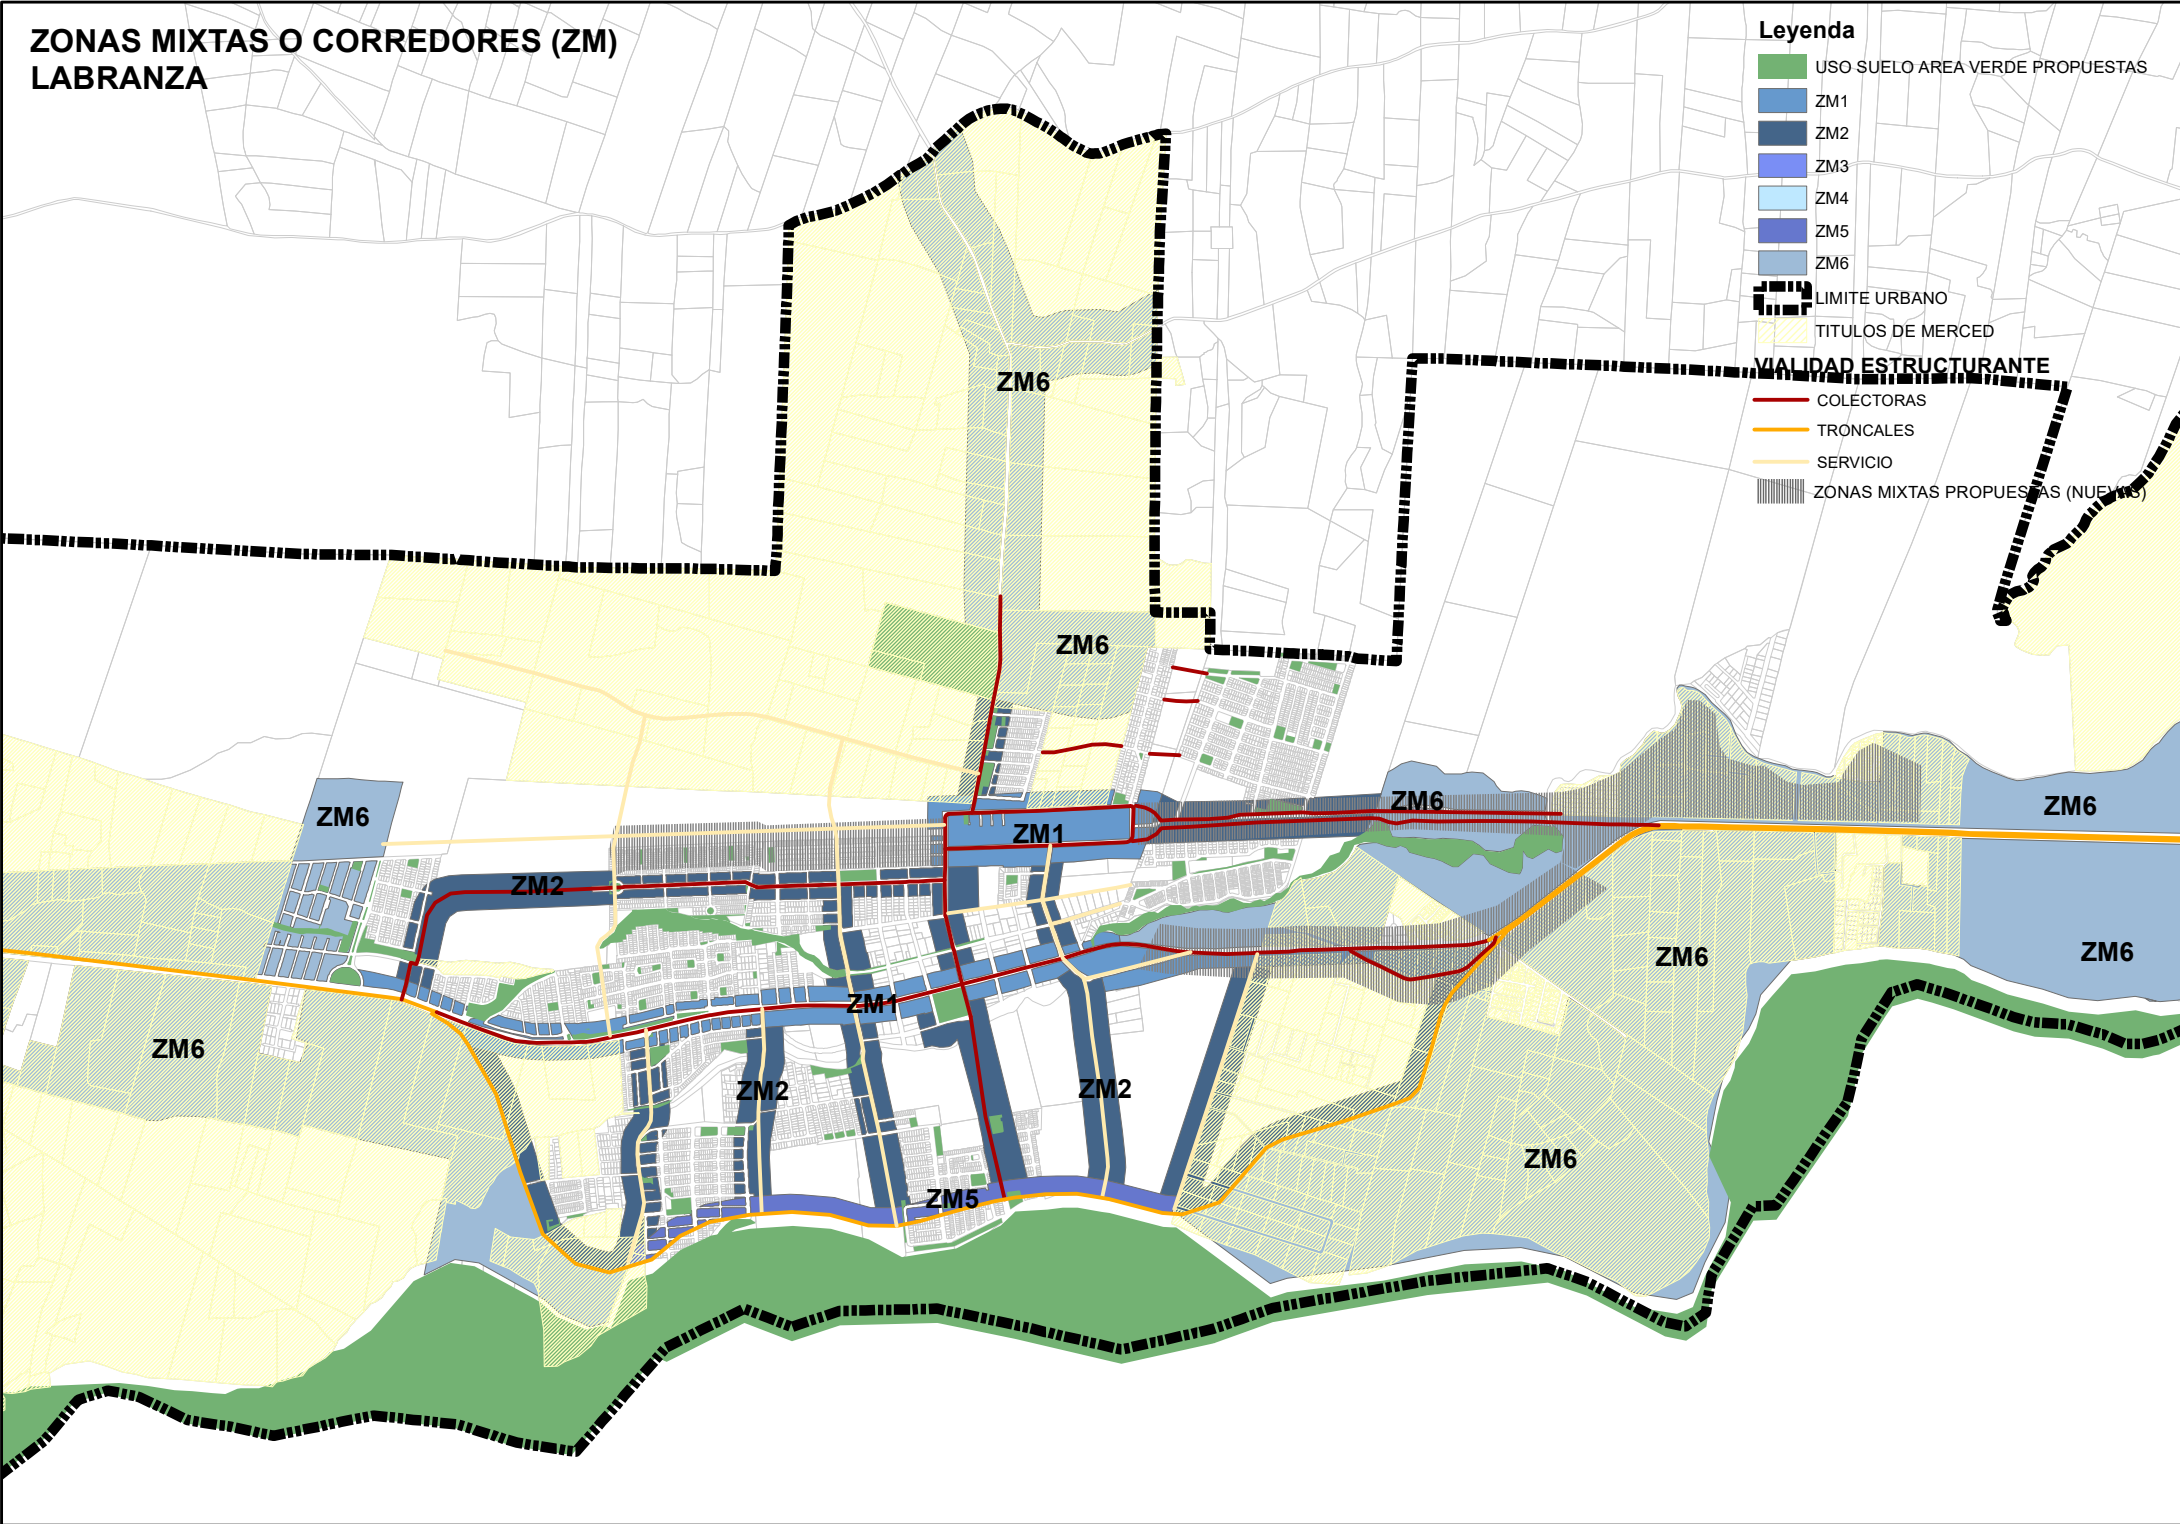 ZONAS MIXTAS O CORREDORES (ZM)
LABRANZA
Leyenda
USO SUELO AREA VERDE PROPUESTAS
ZM1
ZM2
ZM3
ZM4
ZM5
ZM6
LIMITE URBANO
TITULOS DE MERCED
VIALIDAD ESTRUCTURANTE
COLECTORAS
TRONCALES
SERVICIO
ZONAS MIXTAS PROPUESTAS (NUEVAS)
ZM6
ZM6
ZM6
ZM6
ZM6
ZM1
ZM2
ZM6
ZM6
ZM1
ZM6
ZM2
ZM2
ZM6
ZM5